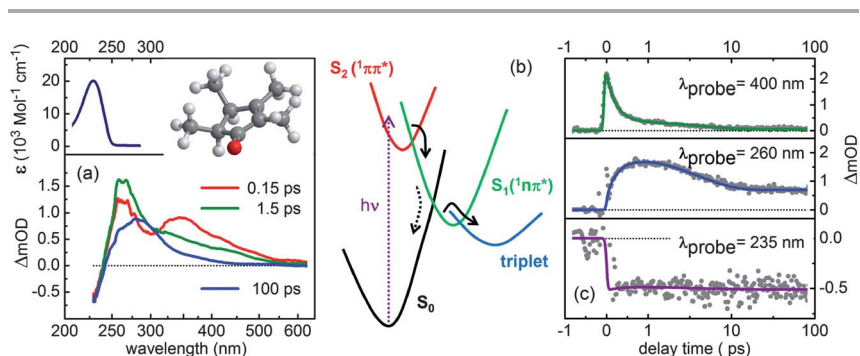 200 250 300
20
10
0
ε (10³ Mol⁻¹ cm⁻¹)
(a)
1.5
1.0
0.5
0.0
-0.5
ΔmOD
0.15 ps
1.5 ps
100 ps
200 250 300 400 500 600
wavelength (nm)
S₂(¹ππ*)
(b)
hν
S₁(¹nπ*)
triplet
S₀
-1 0 1 10 100
λprobe= 400 nm
2
1
0
λprobe= 260 nm
2
1
0
ΔmOD
λprobe= 235 nm
0.0
-0.5
(c)
-1 0 1 10 100
delay time ( ps)